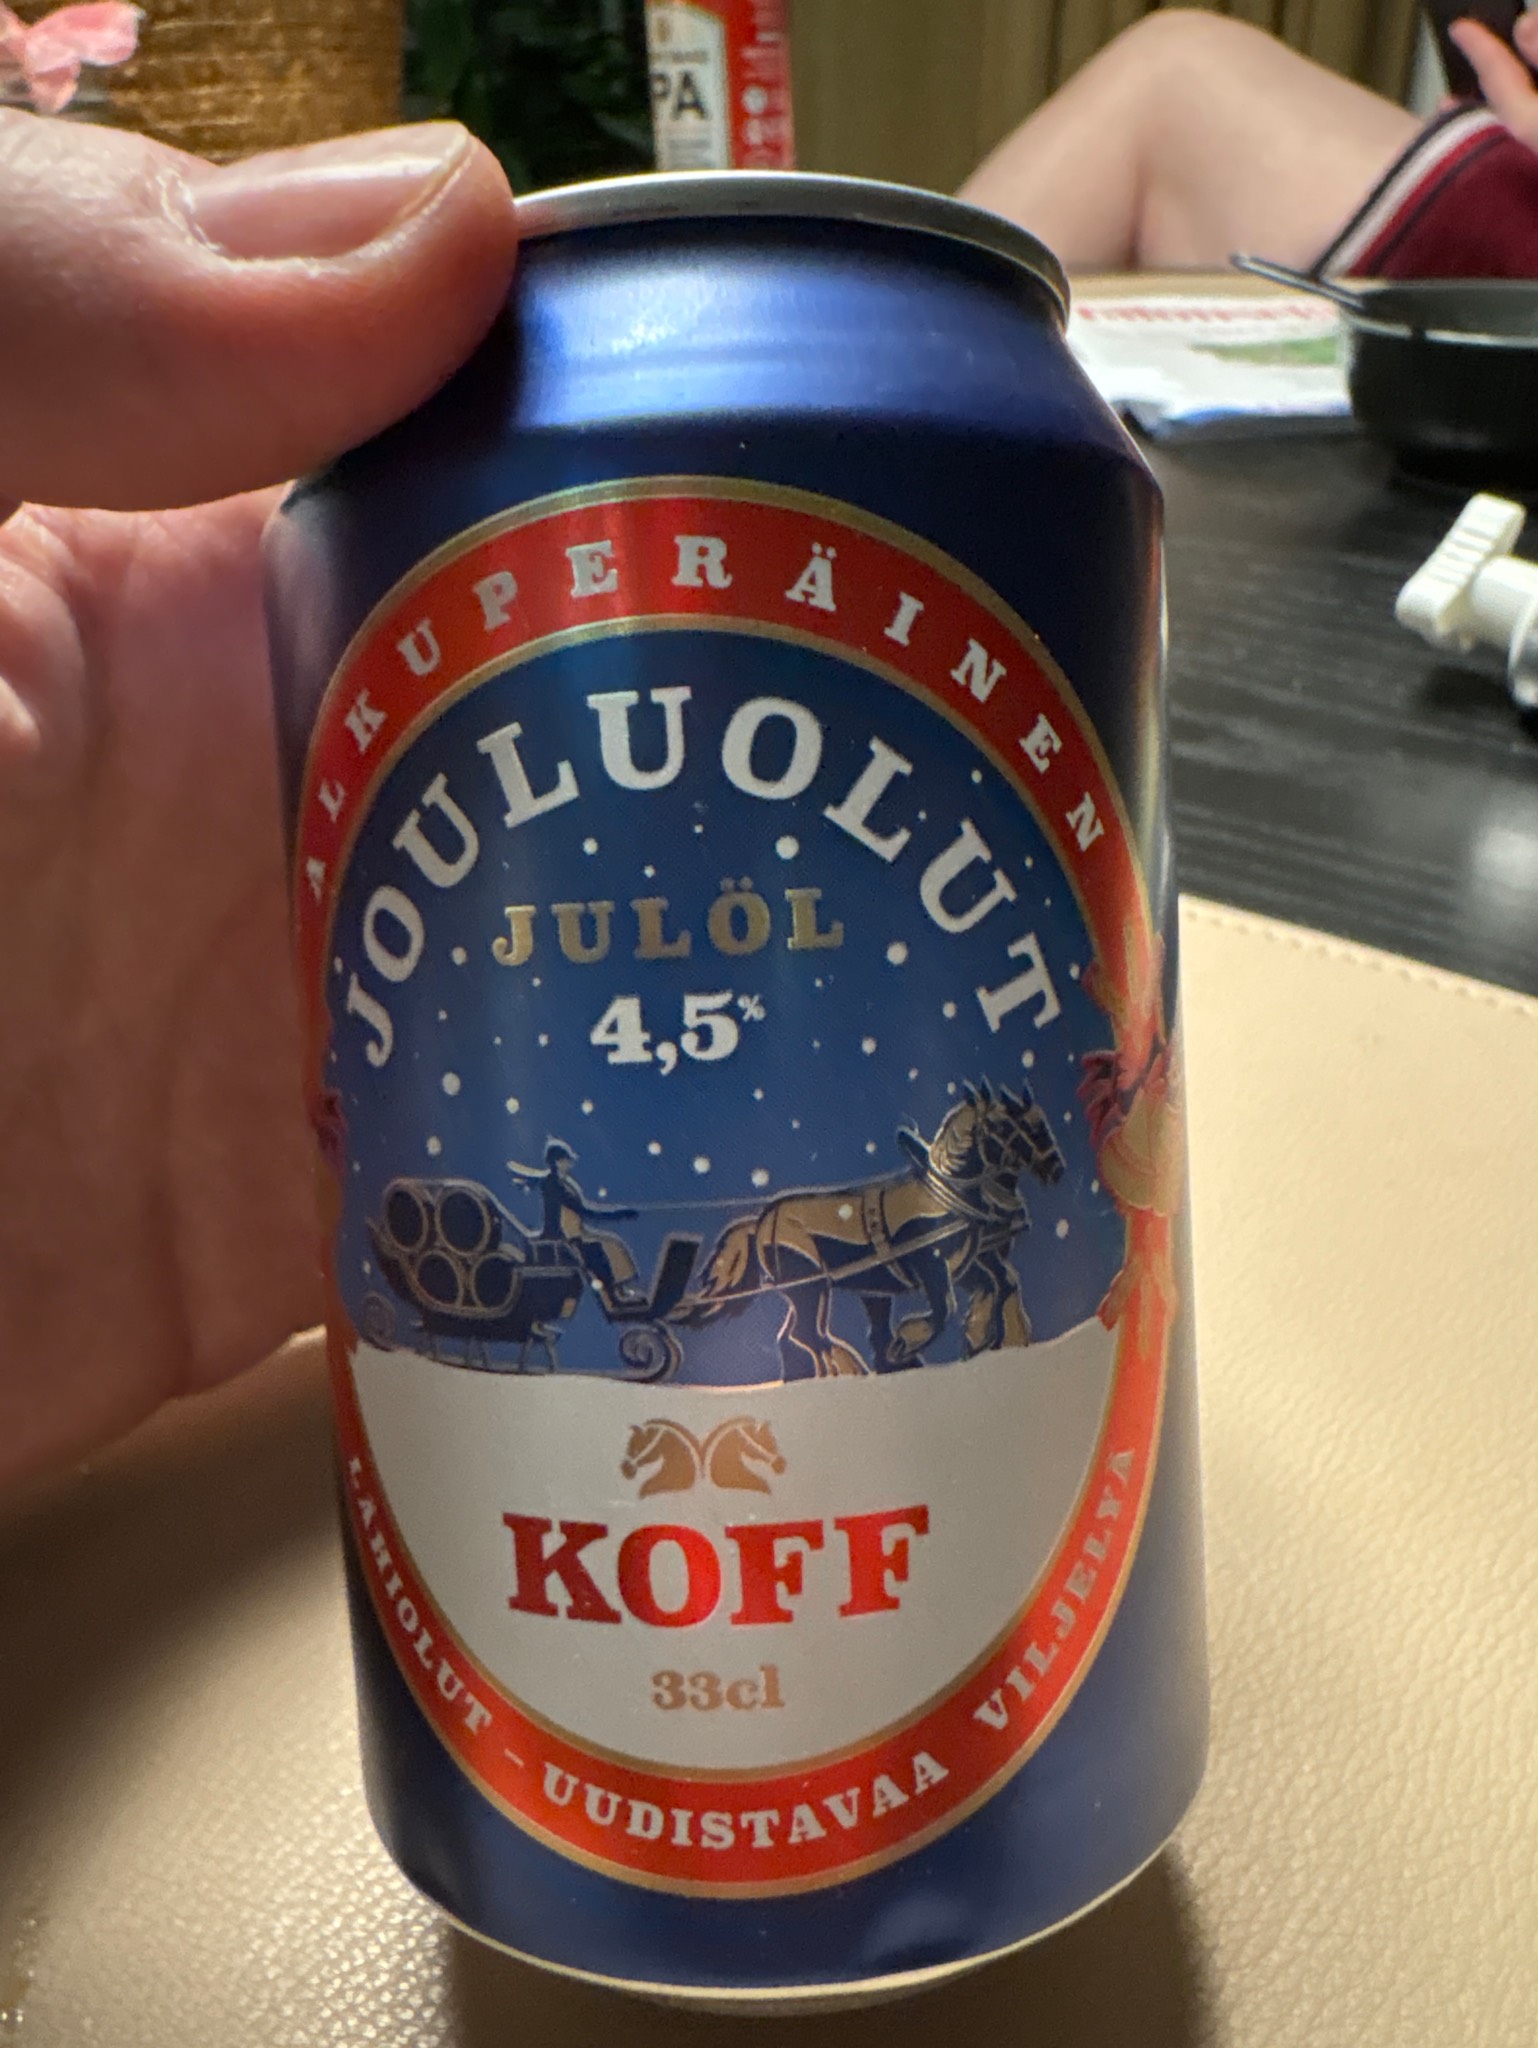 PA
ALKUPERÄINEN
JOULUOLUT
JULÖL
4,5%
KOFF
33cl
LÄHIOLUT – UUDISTAVAA VILJELYÄ